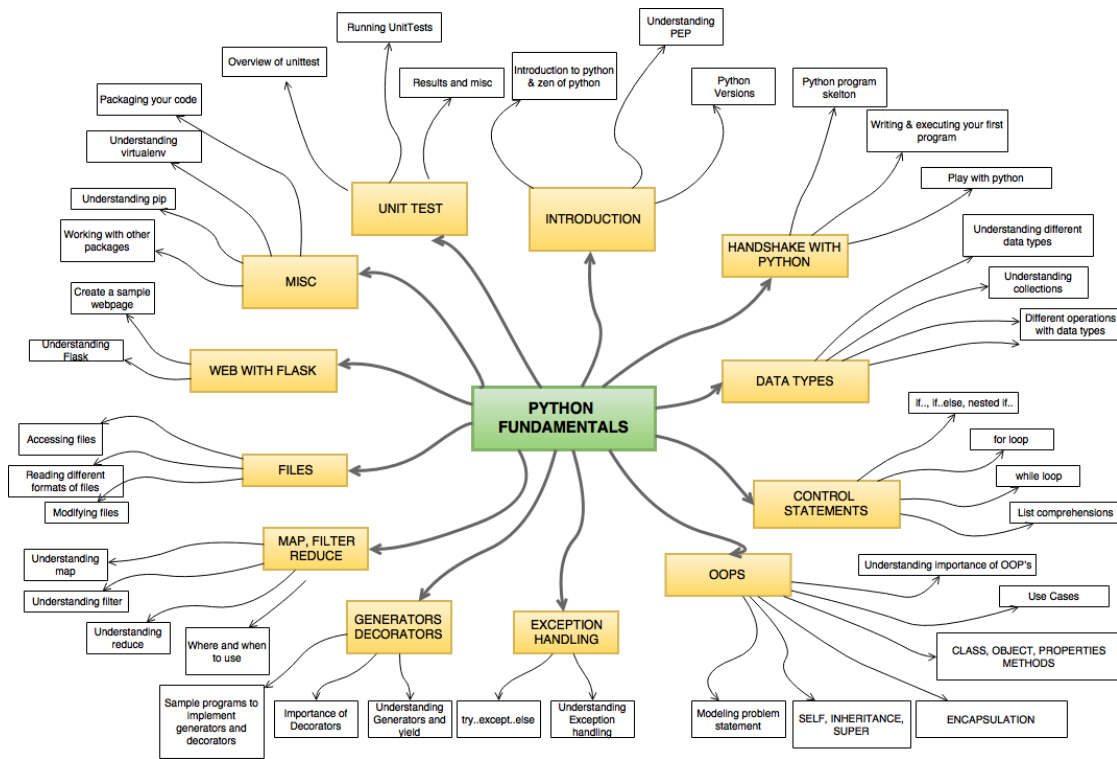 PYTHON
FUNDAMENTALS
INTRODUCTION
Introduction to python
& zen of python
Understanding
PEP
Python
Versions
HANDSHAKE WITH
PYTHON
Python program
skelton
Writing & executing your first
program
Play with python
DATA TYPES
Understanding different
data types
Understanding
collections
Different operations
with data types
CONTROL
STATEMENTS
if.., if..else, nested if..
for loop
while loop
List comprehensions
OOPS
Understanding importance of OOP's
Use Cases
CLASS, OBJECT, PROPERTIES
METHODS
ENCAPSULATION
SELF, INHERITANCE,
SUPER
Modeling problem
statement
EXCEPTION
HANDLING
try..except..else
Understanding
Exception
handling
GENERATORS
DECORATORS
Sample programs to
implement
generators and
decorators
Importance of
Decorators
Understanding
Generators and
yield
MAP, FILTER
REDUCE
Understanding
map
Understanding filter
Understanding
reduce
Where and when
to use
FILES
Accessing files
Reading different
formats of files
Modifying files
WEB WITH FLASK
Create a sample
webpage
Understanding
Flask
MISC
Packaging your code
Understanding
virtualenv
Understanding pip
Working with other
packages
UNIT TEST
Overview of unittest
Running UnitTests
Results and misc